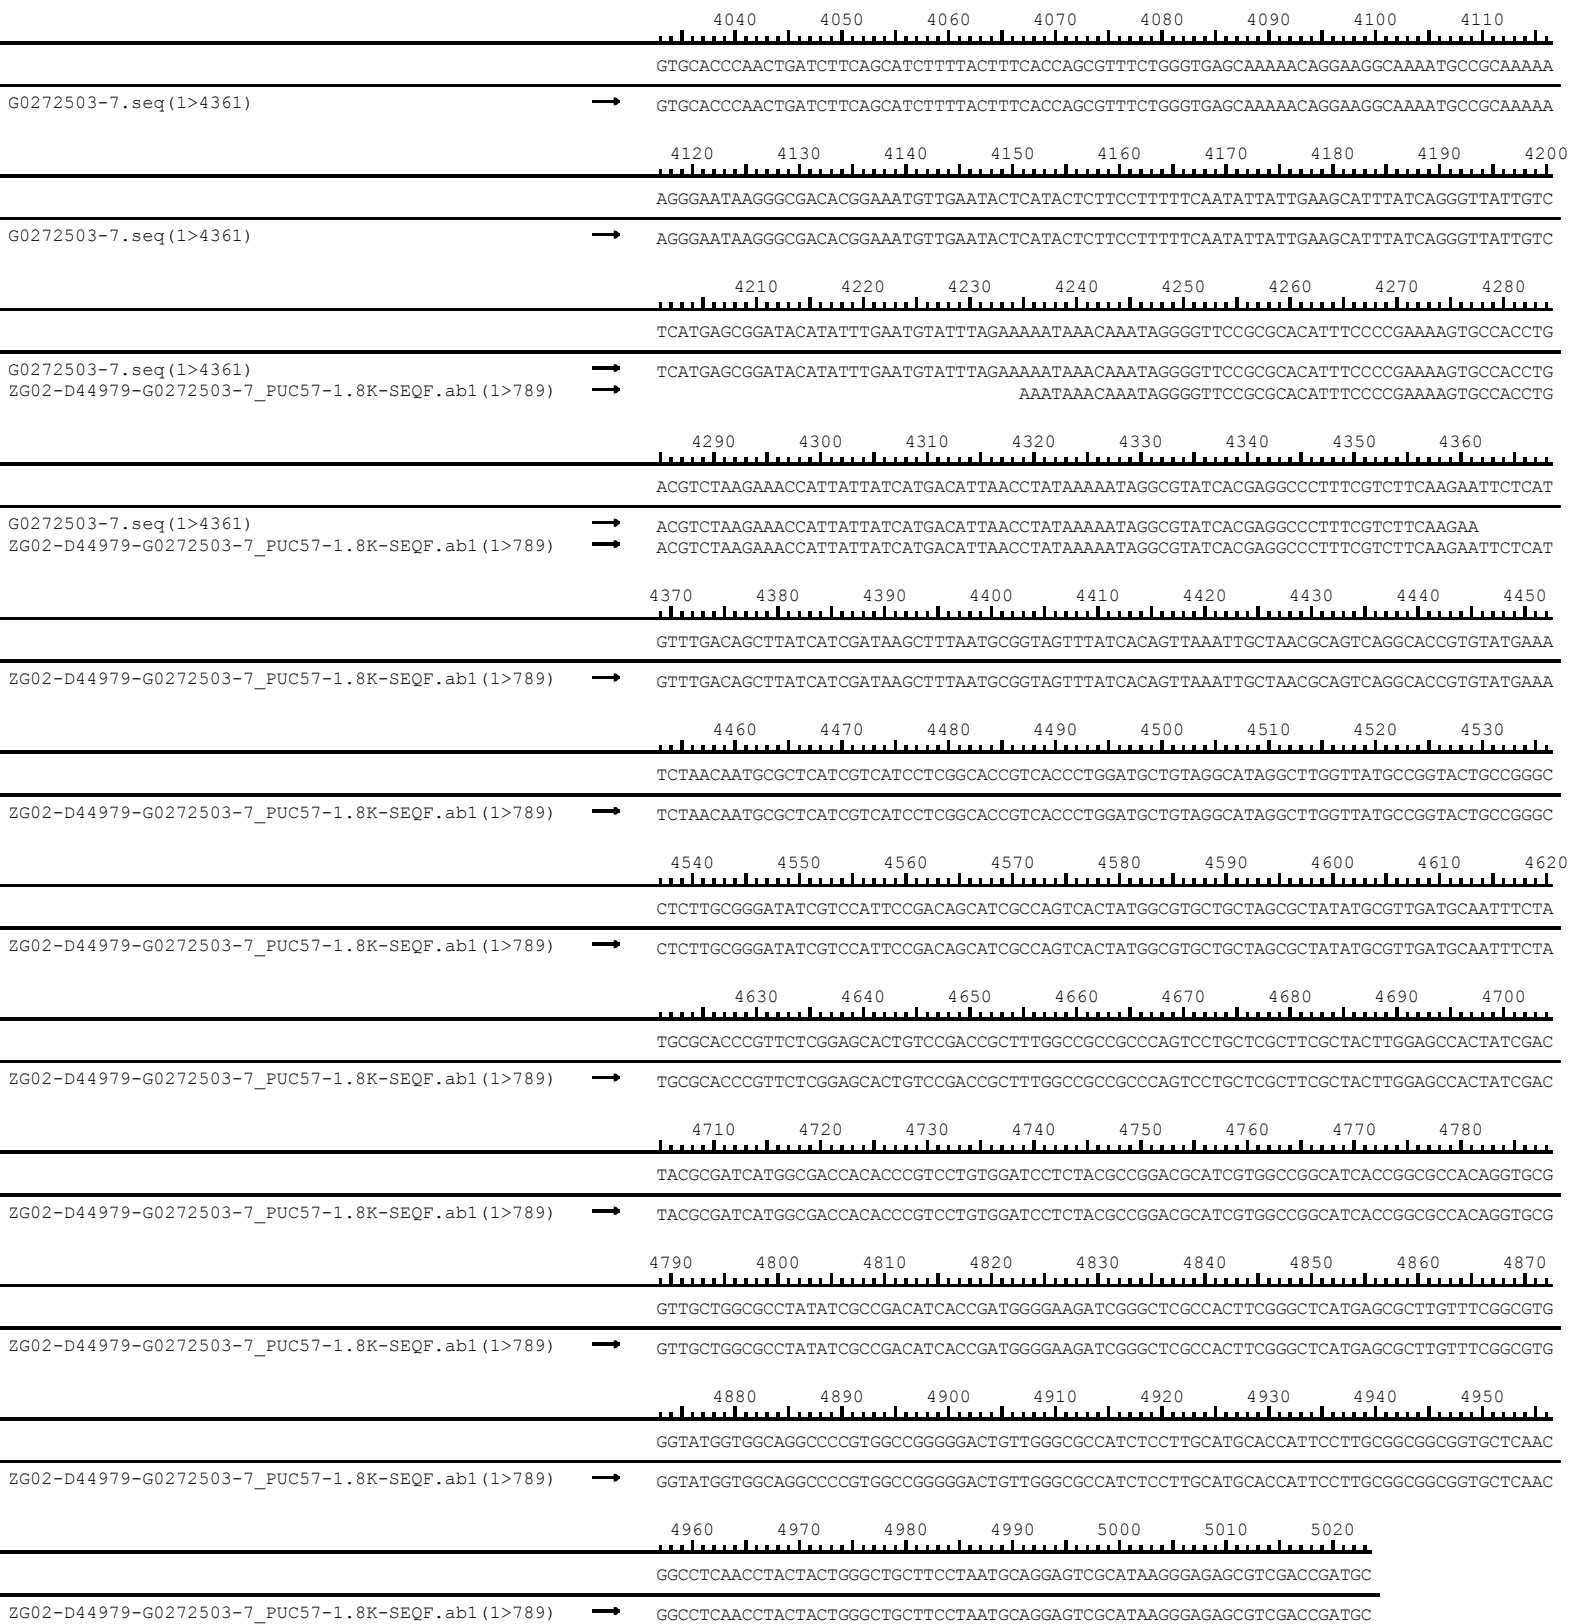 4040 4050 4060 4070 4080 4090 4100 4110
GTGCACCCAACTGATCTTCAGCATCTTTTACTTTCACCAGCGTTTCTGGGTGAGCAAAAACAGGAAGGCAAAATGCCGCAAAAA
G0272503-7.seq(1>4361) GTGCACCCAACTGATCTTCAGCATCTTTTACTTTCACCAGCGTTTCTGGGTGAGCAAAAACAGGAAGGCAAAATGCCGCAAAAA
4120 4130 4140 4150 4160 4170 4180 4190 4200
AGGGAATAAGGGCGACACGGAAATGTTGAATACTCATACTCTTCCTTTTTCAATATTATTGAAGCATTTATCAGGGTTATTGTC
G0272503-7.seq(1>4361) AGGGAATAAGGGCGACACGGAAATGTTGAATACTCATACTCTTCCTTTTTCAATATTATTGAAGCATTTATCAGGGTTATTGTC
4210 4220 4230 4240 4250 4260 4270 4280
TCATGAGCGGATACATATTTGAATGTATTTAGAAAAATAAACAAATAGGGGTTCCGCGCACATTTCCCCGAAAAGTGCCACCTG
G0272503-7.seq(1>4361) TCATGAGCGGATACATATTTGAATGTATTTAGAAAAATAAACAAATAGGGGTTCCGCGCACATTTCCCCGAAAAGTGCCACCTG
ZG02-D44979-G0272503-7_PUC57-1.8K-SEQF.ab1(1>789) AAATAAACAAATAGGGGTTCCGCGCACATTTCCCCGAAAAGTGCCACCTG
4290 4300 4310 4320 4330 4340 4350 4360
ACGTCTAAGAAACCATTATTATCATGACATTAACCTATAAAAATAGGCGTATCACGAGGCCCTTTCGTCTTCAAGAATTCTCAT
G0272503-7.seq(1>4361) ACGTCTAAGAAACCATTATTATCATGACATTAACCTATAAAAATAGGCGTATCACGAGGCCCTTTCGTCTTCAAGAA
ZG02-D44979-G0272503-7_PUC57-1.8K-SEQF.ab1(1>789) ACGTCTAAGAAACCATTATTATCATGACATTAACCTATAAAAATAGGCGTATCACGAGGCCCTTTCGTCTTCAAGAATTCTCAT
4370 4380 4390 4400 4410 4420 4430 4440 4450
GTTTGACAGCTTATCATCGATAAGCTTTAATGCGGTAGTTTATCACAGTTAAATTGCTAACGCAGTCAGGCACCGTGTATGAAA
ZG02-D44979-G0272503-7_PUC57-1.8K-SEQF.ab1(1>789) GTTTGACAGCTTATCATCGATAAGCTTTAATGCGGTAGTTTATCACAGTTAAATTGCTAACGCAGTCAGGCACCGTGTATGAAA
4460 4470 4480 4490 4500 4510 4520 4530
TCTAACAATGCGCTCATCGTCATCCTCGGCACCGTCACCCTGGATGCTGTAGGCATAGGCTTGGTTATGCCGGTACTGCCGGGC
ZG02-D44979-G0272503-7_PUC57-1.8K-SEQF.ab1(1>789) TCTAACAATGCGCTCATCGTCATCCTCGGCACCGTCACCCTGGATGCTGTAGGCATAGGCTTGGTTATGCCGGTACTGCCGGGC
4540 4550 4560 4570 4580 4590 4600 4610 4620
CTCTTGCGGGATATCGTCCATTCCGACAGCATCGCCAGTCACTATGGCGTGCTGCTAGCGCTATATGCGTTGATGCAATTTCTA
ZG02-D44979-G0272503-7_PUC57-1.8K-SEQF.ab1(1>789) CTCTTGCGGGATATCGTCCATTCCGACAGCATCGCCAGTCACTATGGCGTGCTGCTAGCGCTATATGCGTTGATGCAATTTCTA
4630 4640 4650 4660 4670 4680 4690 4700
TGCGCACCCGTTCTCGGAGCACTGTCCGACCGCTTTGGCCGCCGCCCAGTCCTGCTCGCTTCGCTACTTGGAGCCACTATCGAC
ZG02-D44979-G0272503-7_PUC57-1.8K-SEQF.ab1(1>789) TGCGCACCCGTTCTCGGAGCACTGTCCGACCGCTTTGGCCGCCGCCCAGTCCTGCTCGCTTCGCTACTTGGAGCCACTATCGAC
4710 4720 4730 4740 4750 4760 4770 4780
TACGCGATCATGGCGACCACACCCGTCCTGTGGATCCTCTACGCCGGACGCATCGTGGCCGGCATCACCGGCGCCACAGGTGCG
ZG02-D44979-G0272503-7_PUC57-1.8K-SEQF.ab1(1>789) TACGCGATCATGGCGACCACACCCGTCCTGTGGATCCTCTACGCCGGACGCATCGTGGCCGGCATCACCGGCGCCACAGGTGCG
4790 4800 4810 4820 4830 4840 4850 4860 4870
GTTGCTGGCGCCTATATCGCCGACATCACCGATGGGGAAGATCGGGCTCGCCACTTCGGGCTCATGAGCGCTTGTTTCGGCGTG
ZG02-D44979-G0272503-7_PUC57-1.8K-SEQF.ab1(1>789) GTTGCTGGCGCCTATATCGCCGACATCACCGATGGGGAAGATCGGGCTCGCCACTTCGGGCTCATGAGCGCTTGTTTCGGCGTG
4880 4890 4900 4910 4920 4930 4940 4950
GGTATGGTGGCAGGCCCCGTGGCCGGGGGACTGTTGGGCGCCATCTCCTTGCATGCACCATTCCTTGCGGCGGCGGTGCTCAAC
ZG02-D44979-G0272503-7_PUC57-1.8K-SEQF.ab1(1>789) GGTATGGTGGCAGGCCCCGTGGCCGGGGGACTGTTGGGCGCCATCTCCTTGCATGCACCATTCCTTGCGGCGGCGGTGCTCAAC
4960 4970 4980 4990 5000 5010 5020
GGCCTCAACCTACTACTGGGCTGCTTCCTAATGCAGGAGTCGCATAAGGGAGAGCGTCGACCGATGC
ZG02-D44979-G0272503-7_PUC57-1.8K-SEQF.ab1(1>789) GGCCTCAACCTACTACTGGGCTGCTTCCTAATGCAGGAGTCGCATAAGGGAGAGCGTCGACCGATGC